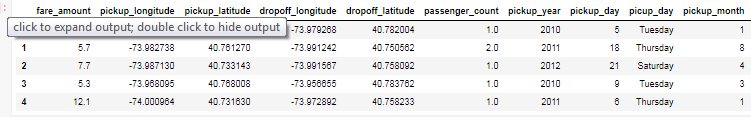 fare_amount pickup_longitude pickup_latitude dropoff_longitude dropoff_latitude passenger_count pickup_year pickup_day picup_day pickup_month
click to expand output; double click to hide output -73.979268 40.782004 1.0 2010 5 Tuesday 1
1 5.7 -73.982738 40.761270 -73.991242 40.750562 2.0 2011 18 Thursday 8
2 7.7 -73.987130 40.733143 -73.991567 40.758092 1.0 2012 21 Saturday 4
3 5.3 -73.968095 40.768008 -73.956655 40.783762 1.0 2010 9 Tuesday 3
4 12.1 -74.000964 40.731630 -73.972892 40.758233 1.0 2011 6 Thursday 1